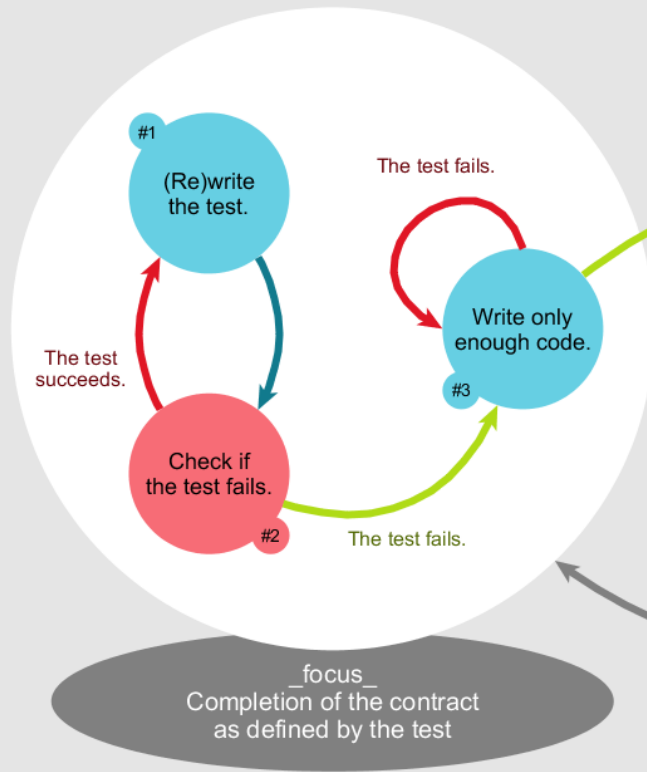 #1
(Re)write
the test.
The test fails.
Write only
enough code.
#3
The test
succeeds.
Check if
the test fails.
#2
The test fails.
_focus_
Completion of the contract
as defined by the test